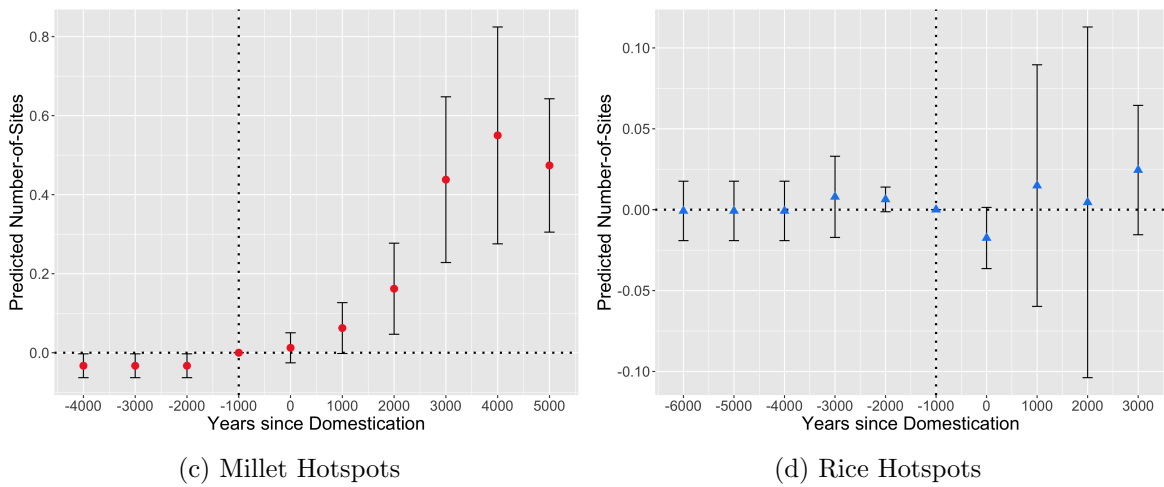 Predicted Number-of-Sites
0.8
0.6
0.4
0.2
0.0
-4000 -3000 -2000 -1000 0 1000 2000 3000 4000 5000
Years since Domestication
(c) Millet Hotspots
Predicted Number-of-Sites
0.10
0.05
0.00
-0.05
-0.10
-6000 -5000 -4000 -3000 -2000 -1000 0 1000 2000 3000
Years since Domestication
(d) Rice Hotspots